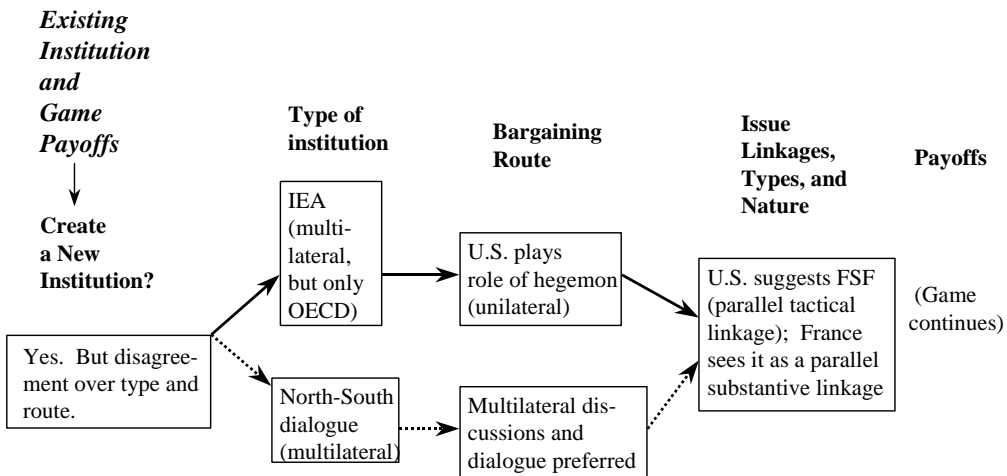 Existing
Institution
and
Game
Payoffs
Create
a New
Institution?
Yes. But disagree-
ment over type and
route.
Type of
institution
IEA
(multi-
lateral,
but only
OECD)
North-South
dialogue
(multilateral)
Bargaining
Route
U.S. plays
role of hegemon
(unilateral)
Multilateral dis-
cussions and
dialogue preferred
Issue
Linkages,
Types, and
Nature
U.S. suggests FSF
(parallel tactical
linkage); France
sees it as a parallel
substantive linkage
Payoffs
(Game
continues)